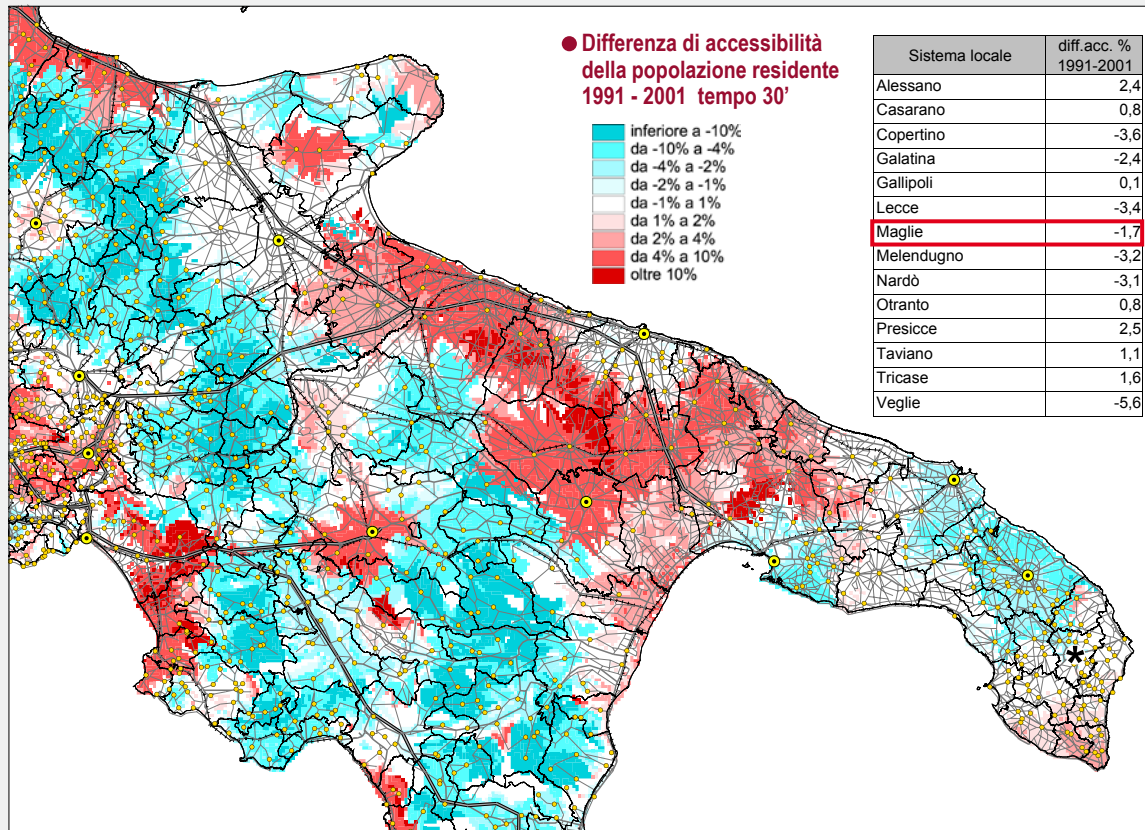 ● Differenza di accessibilità
della popolazione residente
1991 - 2001 tempo 30’
inferiore a -10%
da -10% a -4%
da -4% a -2%
da -2% a -1%
da -1% a 1%
da 1% a 2%
da 2% a 4%
da 4% a 10%
oltre 10%
Sistema locale diff.acc. %
1991-2001
Alessano 2,4
Casarano 0,8
Copertino -3,6
Galatina -2,4
Gallipoli 0,1
Lecce -3,4
Maglie -1,7
Melendugno -3,2
Nardò -3,1
Otranto 0,8
Presicce 2,5
Taviano 1,1
Tricase 1,6
Veglie -5,6
*